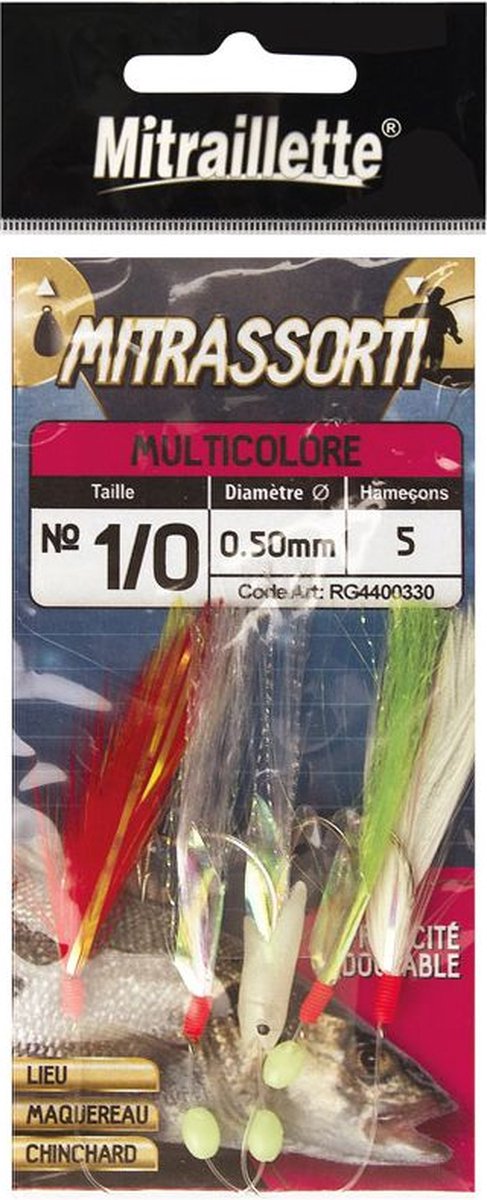 Mitraillette®
MITRASSORTI
MULTICOLORE
Taille
Diamètre Ø
Hameçons
Nº 1/0
0.50mm
5
Code Art: RG4400330
CITÉ
ABLE
LIEU
MAQUEREAU
CHINCHARD